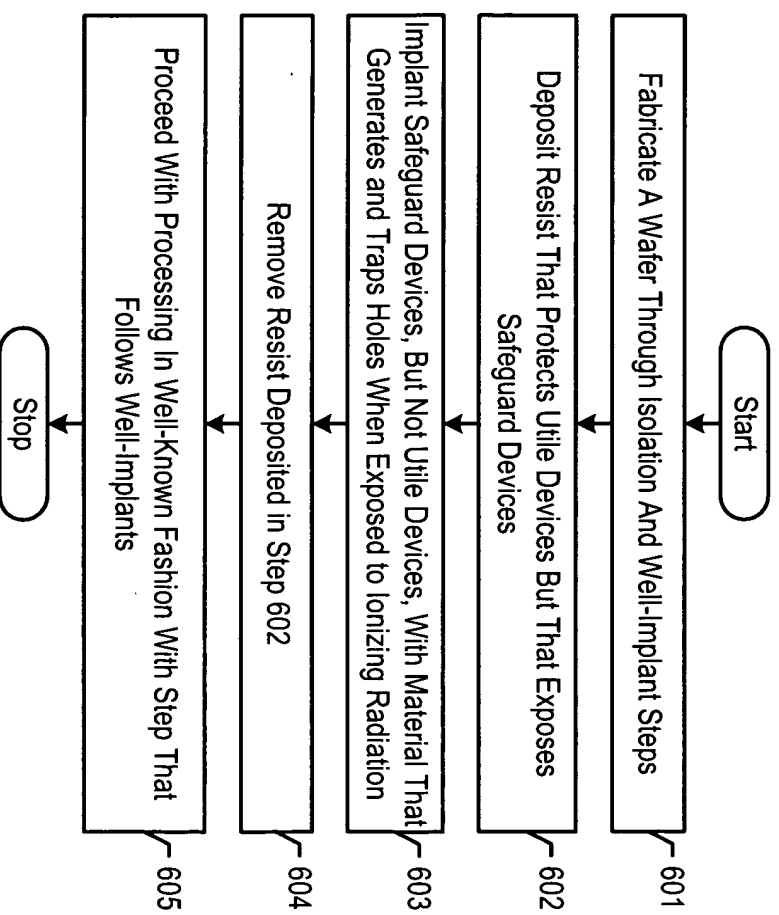 Start
Fabricate A Wafer Through Isolation And Well-Implant Steps
601
Deposit Resist That Protects Utile Devices But That Exposes
Safeguard Devices
602
Implant Safeguard Devices, But Not Utile Devices, With Material That
Generates and Traps Holes When Exposed to Ionizing Radiation
603
Remove Resist Deposited in Step 602
604
Proceed With Processing In Well-Known Fashion With Step That
Follows Well-Implants
605
Stop